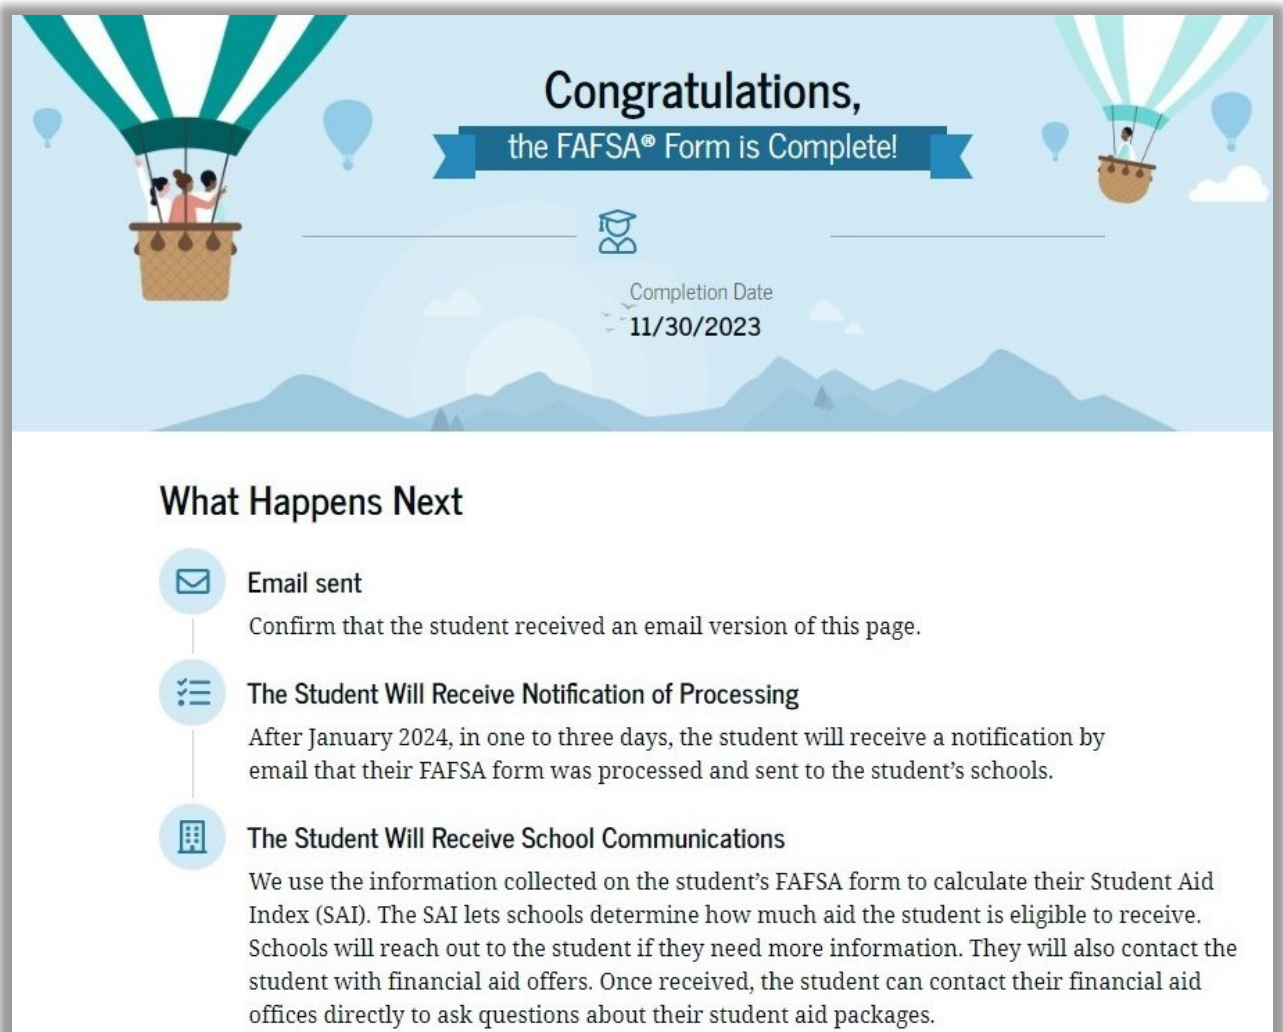 Congratulations,
the FAFSA® Form is Complete!
Completion Date
11/30/2023
What Happens Next
Email sent
Confirm that the student received an email version of this page.
The Student Will Receive Notification of Processing
After January 2024, in one to three days, the student will receive a notification by
email that their FAFSA form was processed and sent to the student’s schools.
The Student Will Receive School Communications
We use the information collected on the student’s FAFSA form to calculate their Student Aid
Index (SAI). The SAI lets schools determine how much aid the student is eligible to receive.
Schools will reach out to the student if they need more information. They will also contact the
student with financial aid offers. Once received, the student can contact their financial aid
offices directly to ask questions about their student aid packages.